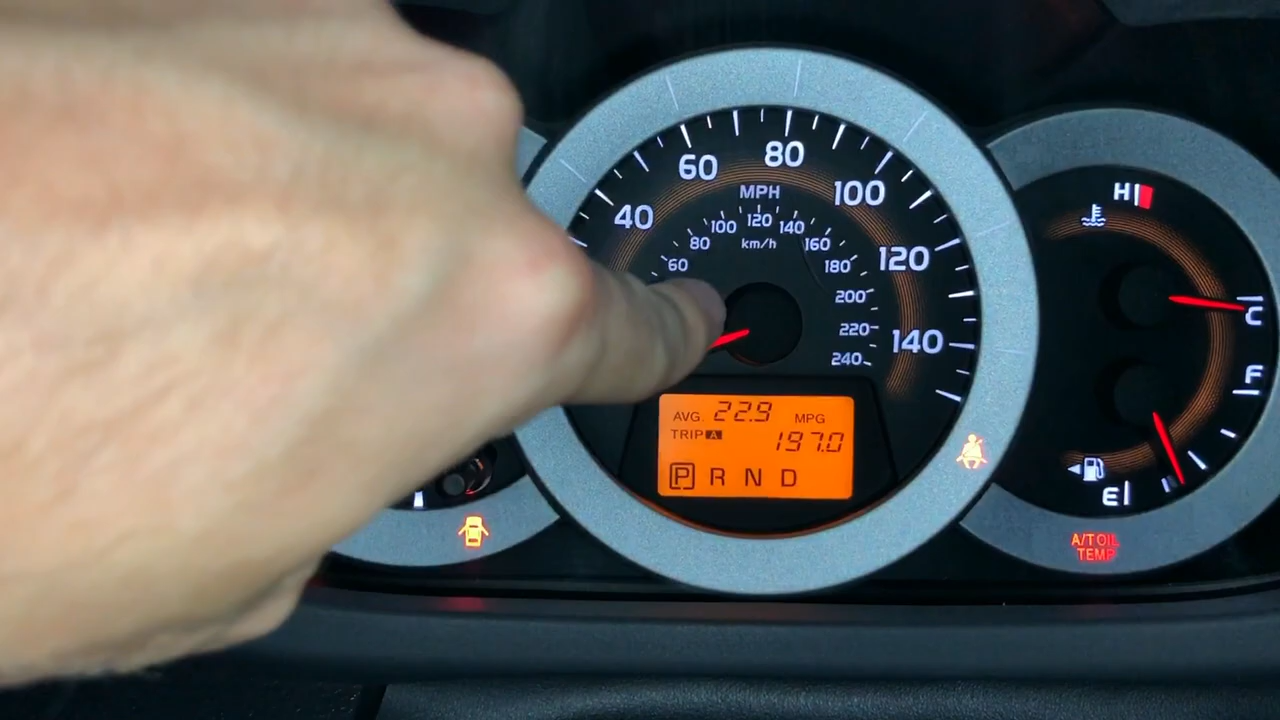 40 60 80 100 120 140
MPH
60 80 100 120 140 160 180 200 220 240
km/h
AVG. 22.9 MPG
TRIP A 197.0
P R N D
H
C
F
E
A/T OIL
TEMP